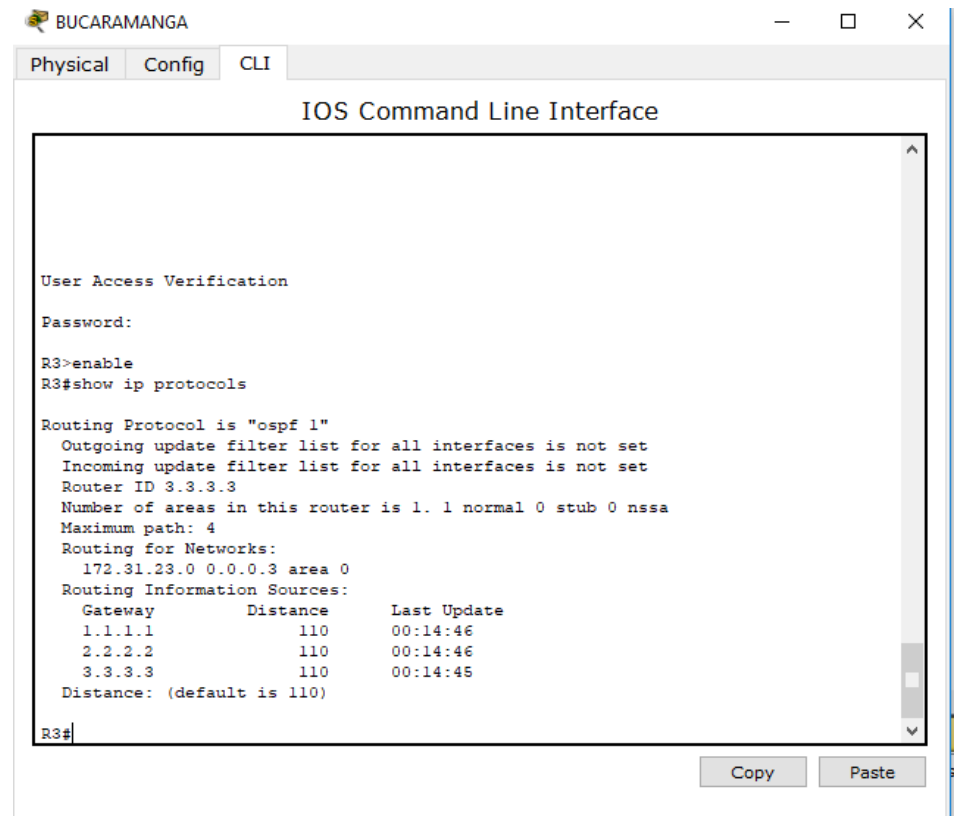 BUCARAMANGA
Physical Config CLI
IOS Command Line Interface
User Access Verification
Password:
R3>enable
R3#show ip protocols
Routing Protocol is "ospf 1"
Outgoing update filter list for all interfaces is not set
Incoming update filter list for all interfaces is not set
Router ID 3.3.3.3
Number of areas in this router is 1. 1 normal 0 stub 0 nssa
Maximum path: 4
Routing for Networks:
172.31.23.0 0.0.0.3 area 0
Routing Information Sources:
Gateway Distance Last Update
1.1.1.1 110 00:14:46
2.2.2.2 110 00:14:46
3.3.3.3 110 00:14:45
Distance: (default is 110)
R3#
Copy Paste